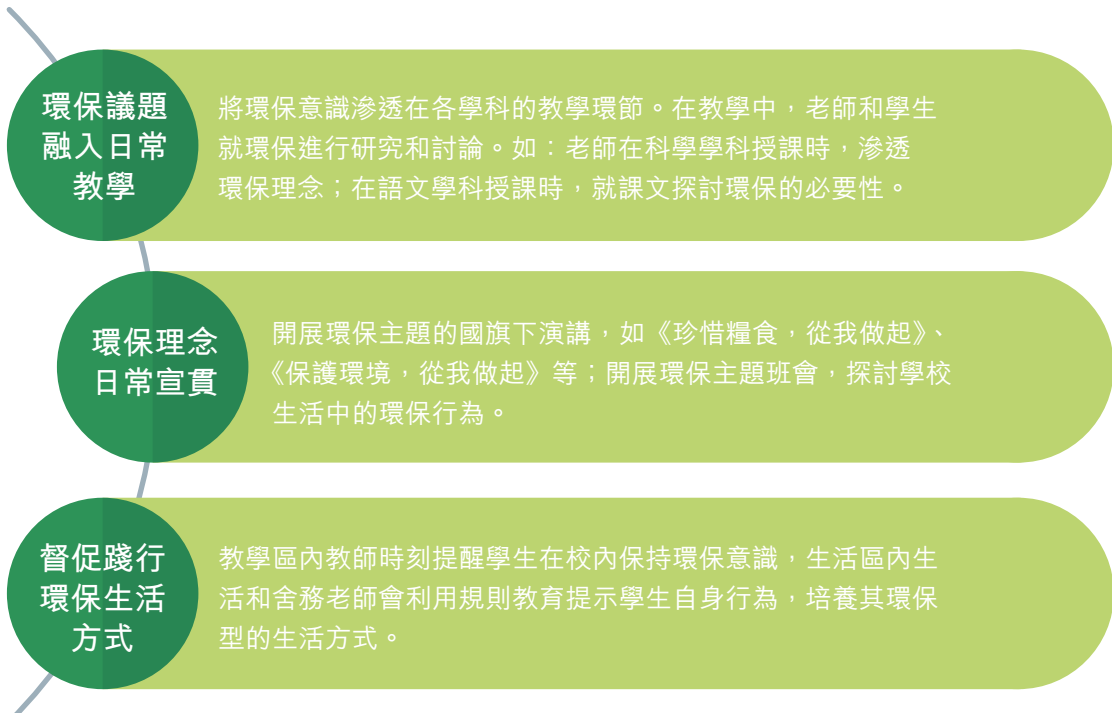 環保議題
融入日常
教學
將環保意識滲透在各學科的教學環節。在教學中，老師和學生
就環保進行研究和討論。如：老師在科學學科授課時，滲透
環保理念；在語文學科授課時，就課文探討環保的必要性。
環保理念
日常宣貫
開展環保主題的國旗下演講，如《珍惜糧食，從我做起》、
《保護環境，從我做起》等；開展環保主題班會，探討學校
生活中的環保行為。
督促踐行
環保生活
方式
教學區內教師時刻提醒學生在校內保持環保意識，生活區內生
活和舍務老師會利用規則教育提示學生自身行為，培養其環保
型的生活方式。